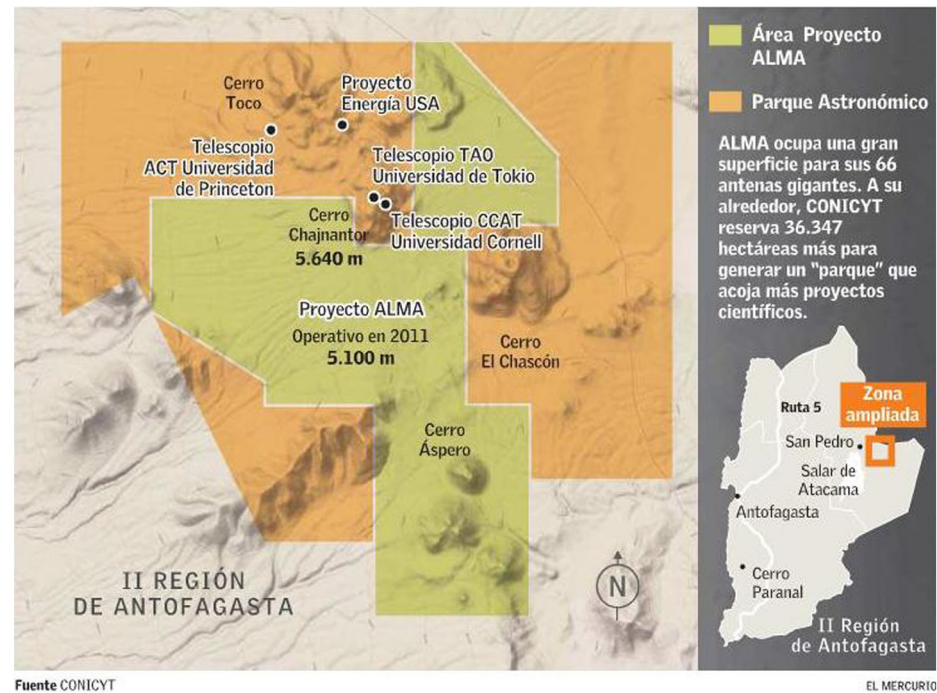 Cerro
Toco
Proyecto
Energía USA
Telescopio
ACT Universidad
de Princeton
Telescopio TAO
Universidad de Tokio
Cerro
Chajnantor
5.640 m
Telescopio CCAT
Universidad Cornell
Proyecto ALMA
Operativo en 2011
5.100 m
Cerro
El Chascón
Cerro
Áspero
II REGIÓN
DE ANTOFAGASTA
N
Área Proyecto
ALMA
Parque Astronómico
ALMA ocupa una gran
superficie para sus 66
antenas gigantes. A su
alrededor, CONICYT
reserva 36.347
hectáreas más para
generar un "parque" que
acoja más proyectos
científicos.
Zona
ampliada
Ruta 5
San Pedro
Salar de
Atacama
Antofagasta
Cerro
Paranal
II Región
de Antofagasta
Fuente CONICYT
EL MERCURIO